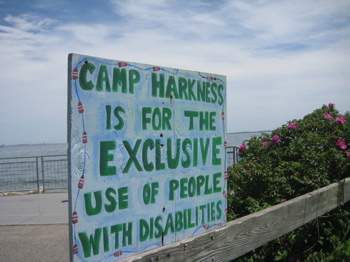 CAMP HARKNESS
IS FOR THE
EXCLUSIVE
USE OF PEOPLE
WITH DISABILITIES